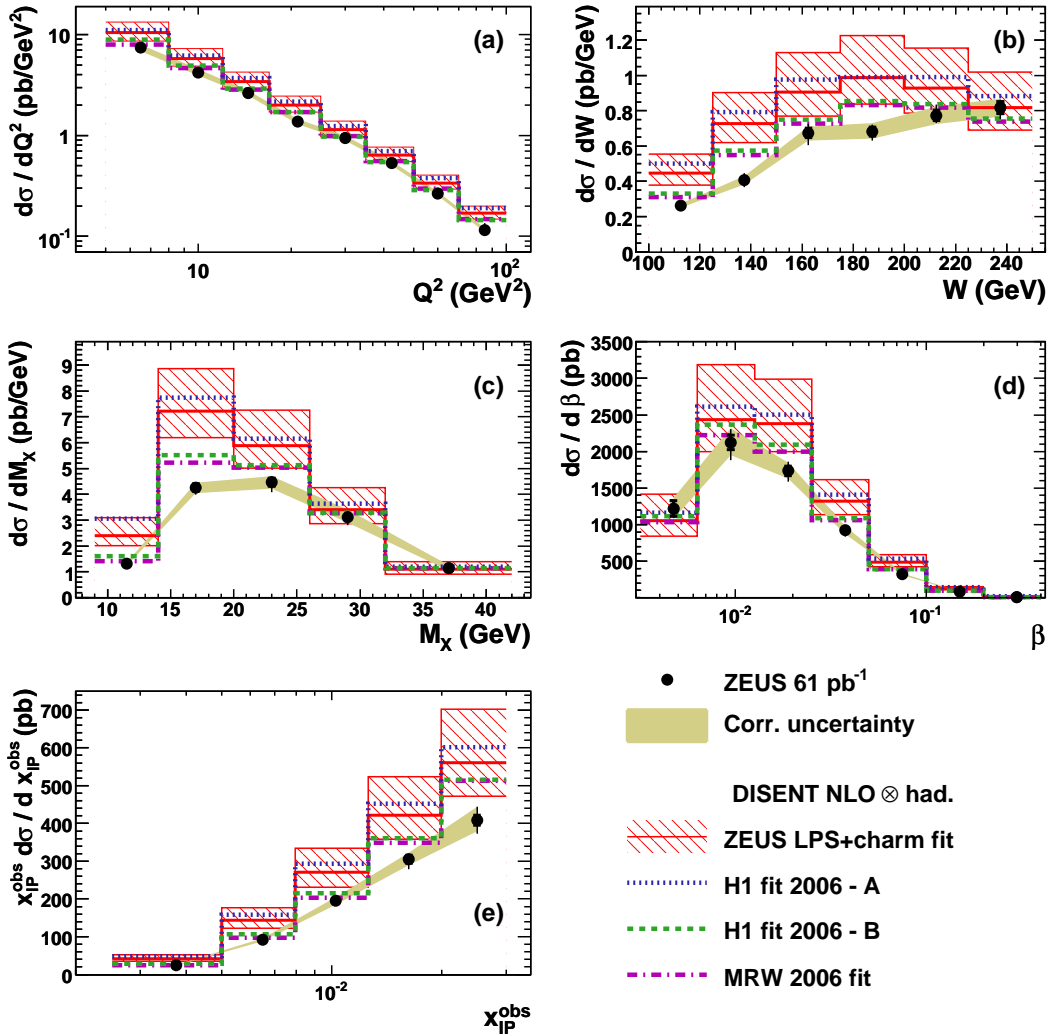 (a)
dσ / dQ² (pb/GeV²)
10
1
10⁻¹
10
10²
Q² (GeV²)
(b)
dσ / dW (pb/GeV)
1.2
1
0.8
0.6
0.4
0.2
0
100 120 140 160 180 200 220 240
W (GeV)
(c)
dσ / dM_X (pb/GeV)
9
8
7
6
5
4
3
2
1
0
10 15 20 25 30 35 40
M_X (GeV)
(d)
dσ / d β (pb)
3500
3000
2500
2000
1500
1000
500
10⁻² 10⁻¹
β
(e)
x_IP^obs dσ / d x_IP^obs (pb)
700
600
500
400
300
200
100
0
10⁻²
x_IP^obs
ZEUS 61 pb⁻¹
Corr. uncertainty
DISENT NLO ⊗ had.
ZEUS LPS+charm fit
H1 fit 2006 - A
H1 fit 2006 - B
MRW 2006 fit